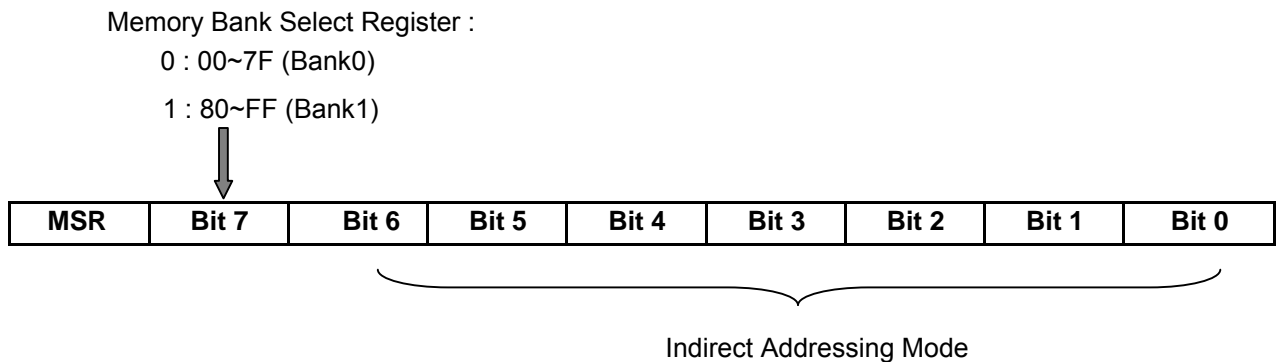 Memory Bank Select Register :
0 : 00~7F (Bank0)
1 : 80~FF (Bank1)
MSR Bit 7 Bit 6 Bit 5 Bit 4 Bit 3 Bit 2 Bit 1 Bit 0
Indirect Addressing Mode